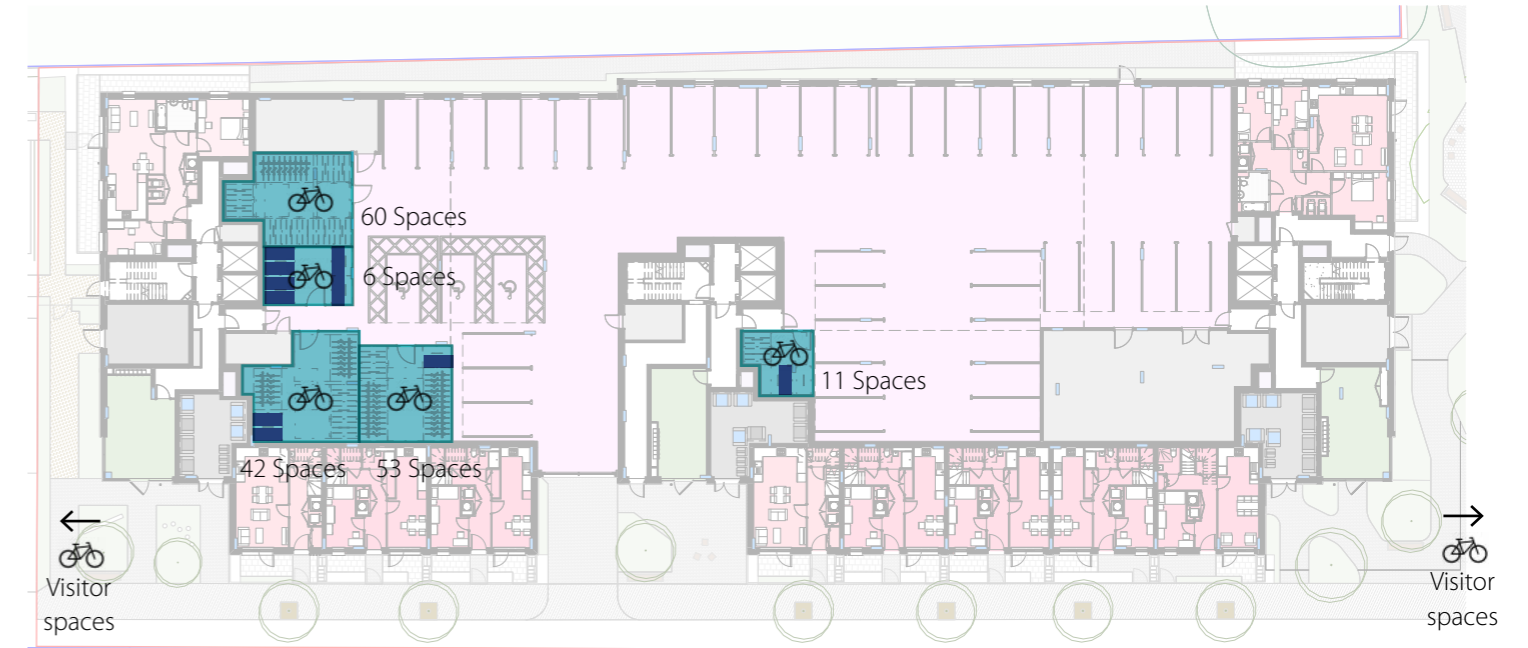 60 Spaces
6 Spaces
11 Spaces
42 Spaces
53 Spaces
Visitor
spaces
Visitor
spaces